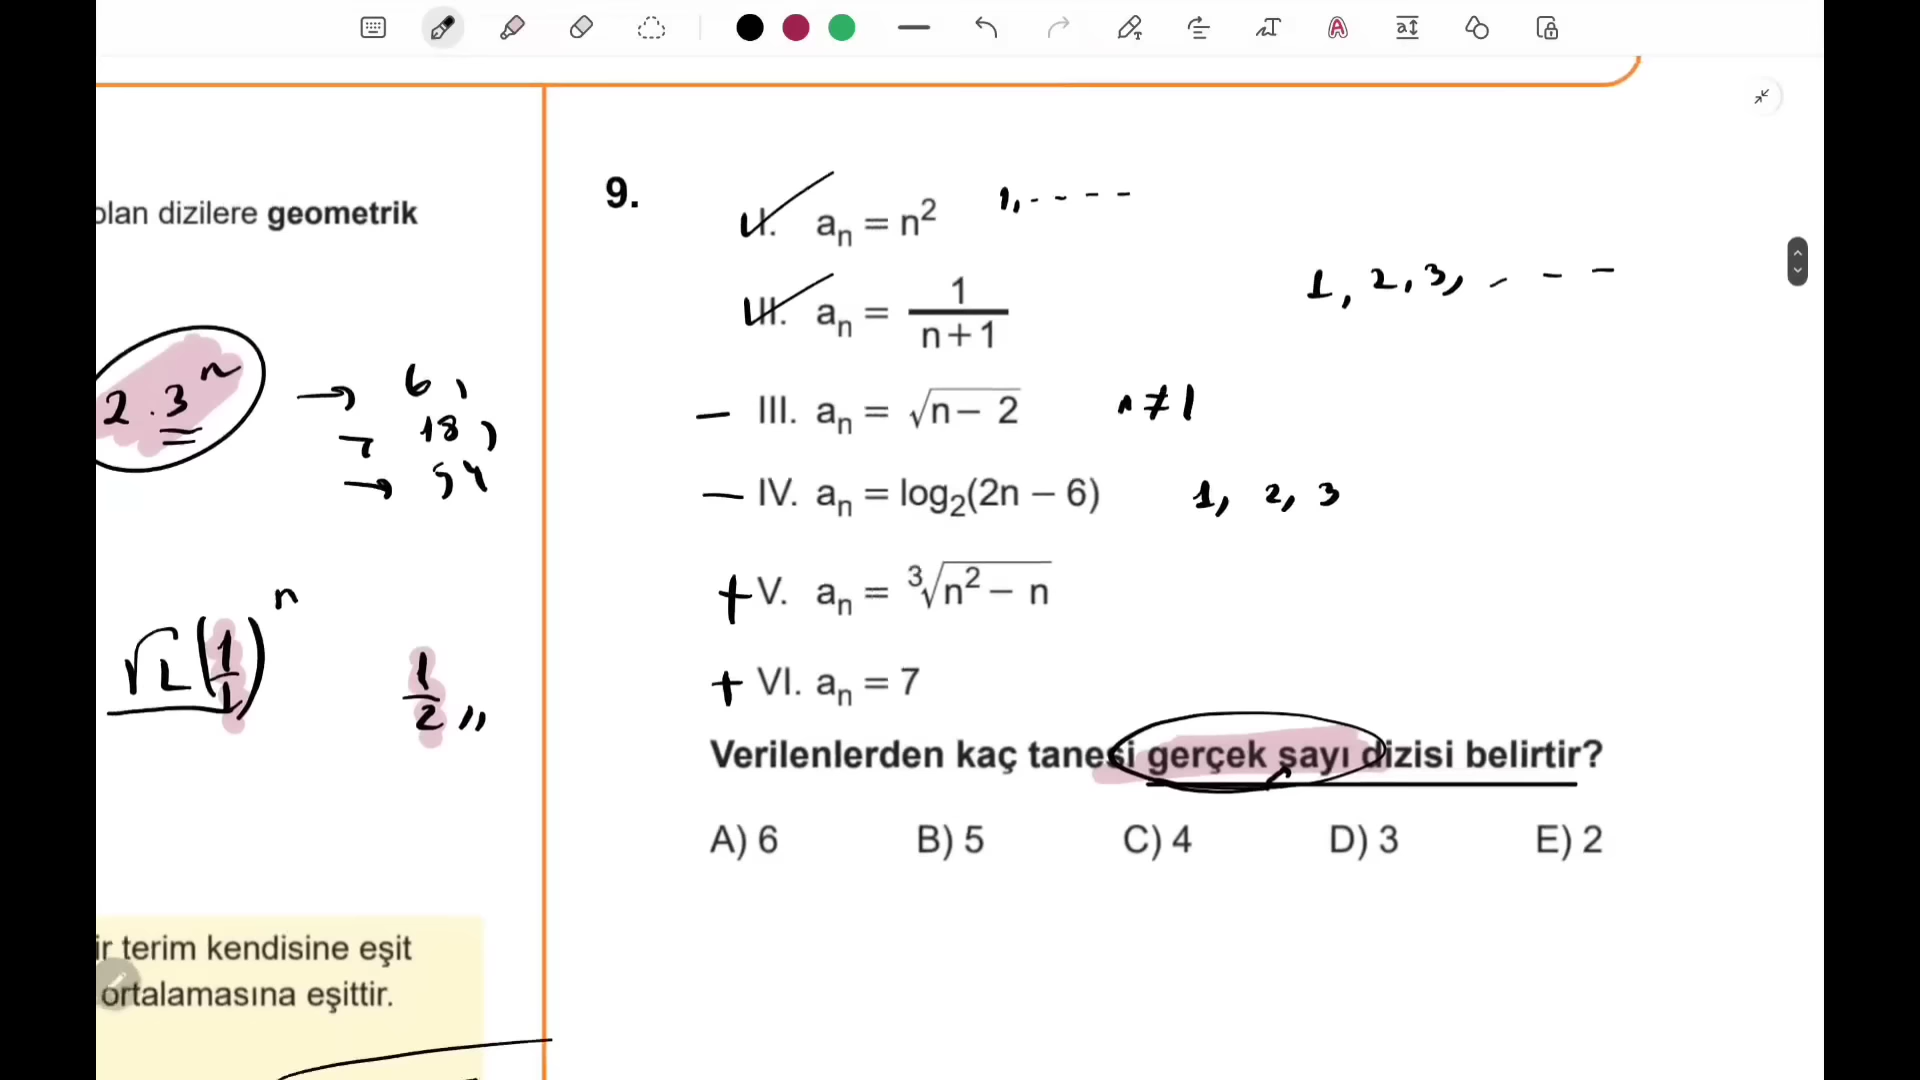 olan dizilere geometrik
2 . 3ⁿ → 6,
→ 18,
→ 54
√2 (1/1)ⁿ
1/2 ,,
ir terim kendisine eşit
ortalamasına eşittir.
9.
I. aₙ = n² 1, - - - -
II. aₙ = 1/(n+1)
1, 2, 3, - - -
– III. aₙ = √(n – 2) n ≠ 1
– IV. aₙ = log₂(2n – 6) 1, 2, 3
+ V. aₙ = ³√(n² – n)
+ VI. aₙ = 7
Verilenlerden kaç tanesi gerçek sayı dizisi belirtir?
A) 6 B) 5 C) 4 D) 3 E) 2